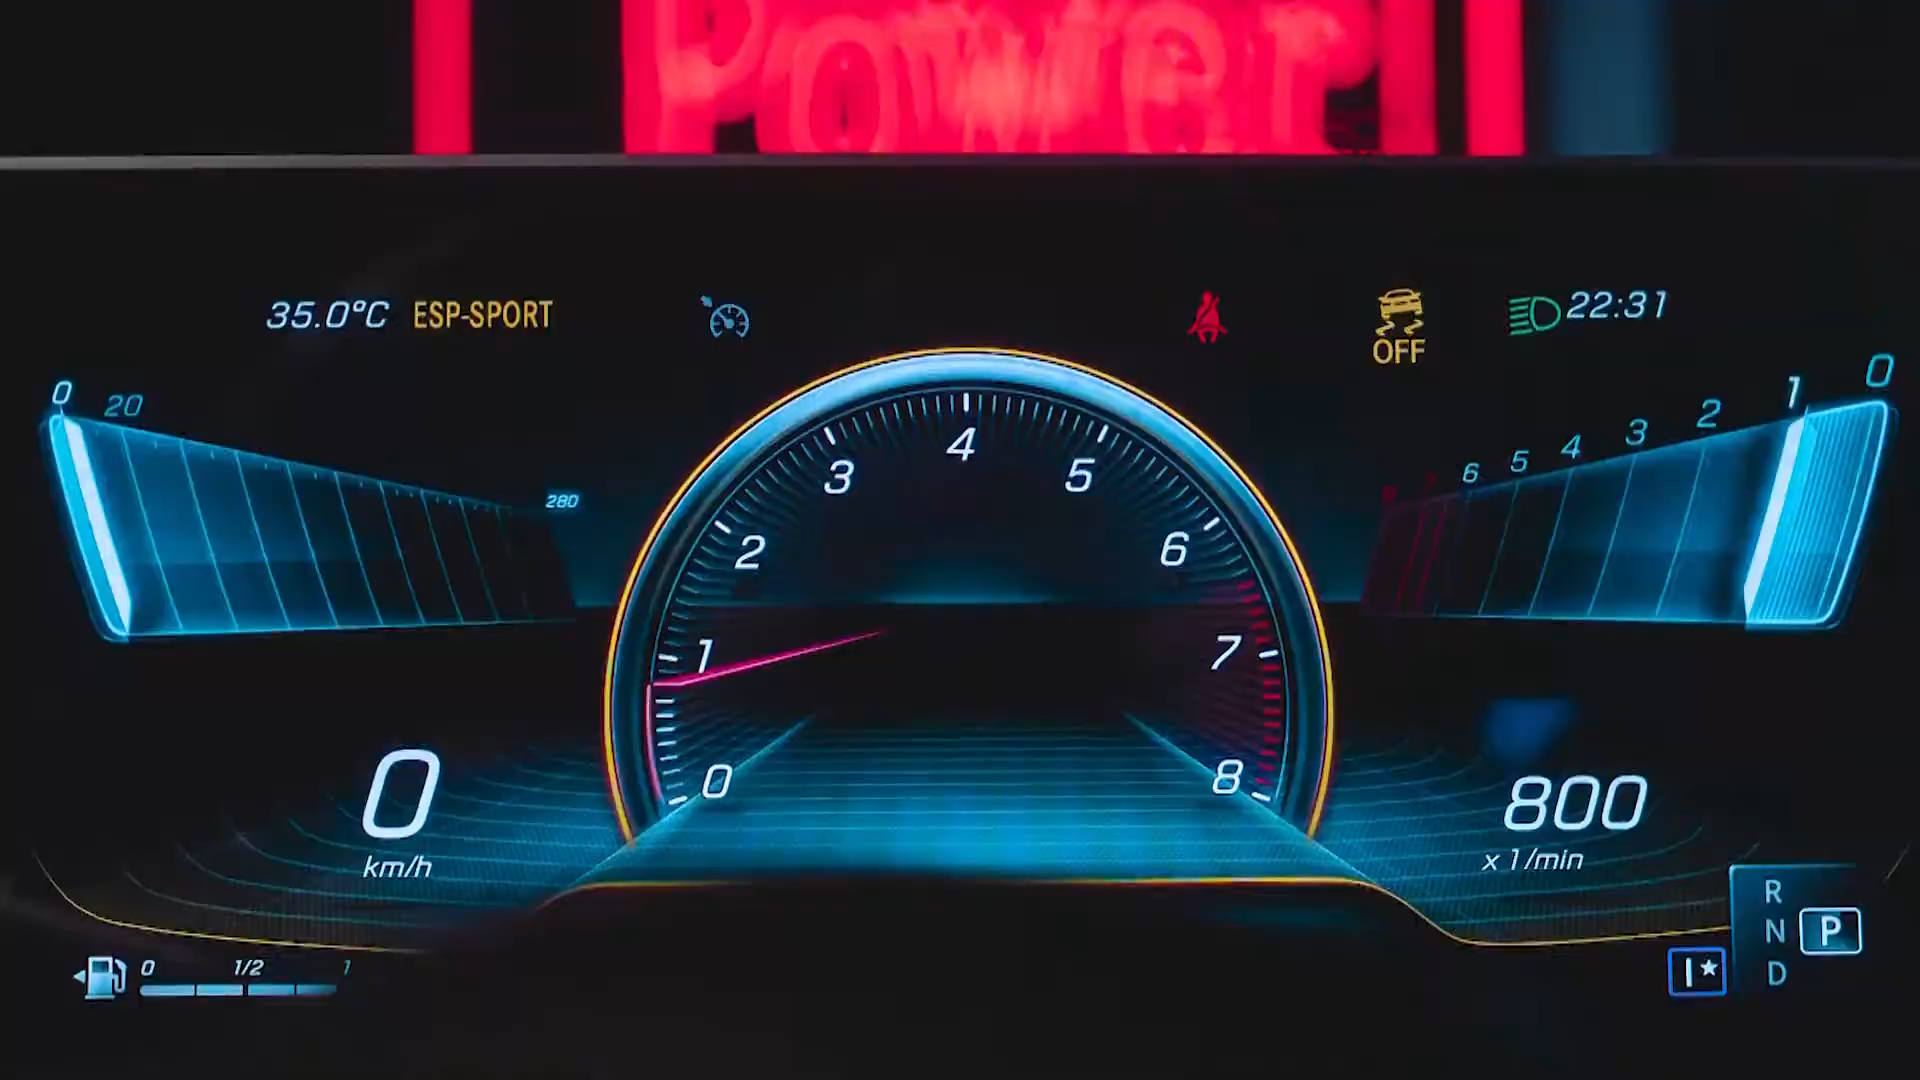 Power
35.0°C ESP-SPORT
OFF
22:31
0 20 280
0 1 2 3 4 5 6
0 1 2 3 4 5 6 7 8
0
km/h
800
x 1/min
R
N
D
P
I★
0 1/2 1